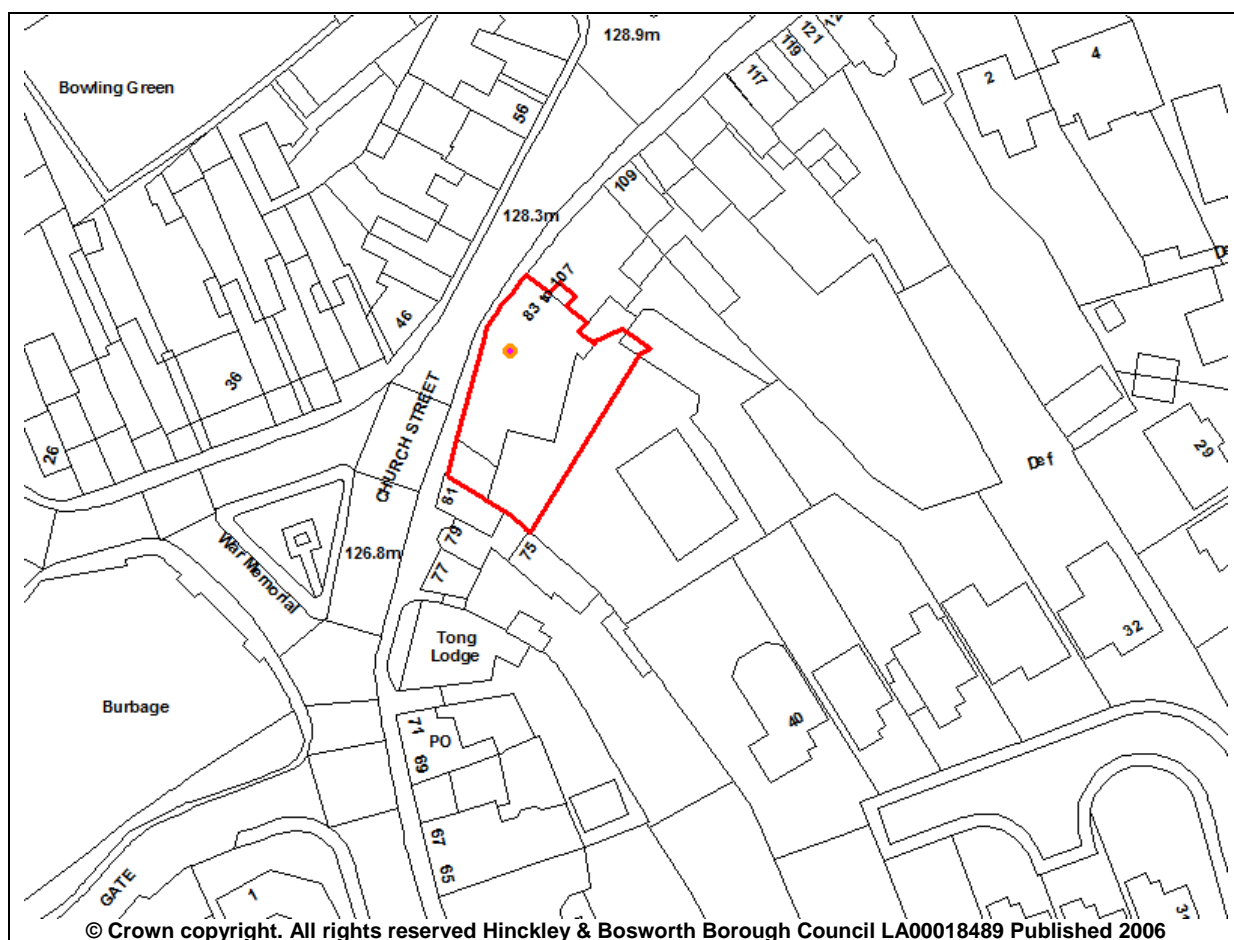 128.9m
121
119
117
2
4
Bowling Green
56
109
128.3m
83 to 107
46
36
26
CHURCH STREET
29
Def
81
79
75
77
126.8m
War Memorial
Tong
Lodge
32
Burbage
71
PO
69
40
67
65
GATE
1
31
© Crown copyright. All rights reserved Hinckley & Bosworth Borough Council LA00018489 Published 2006